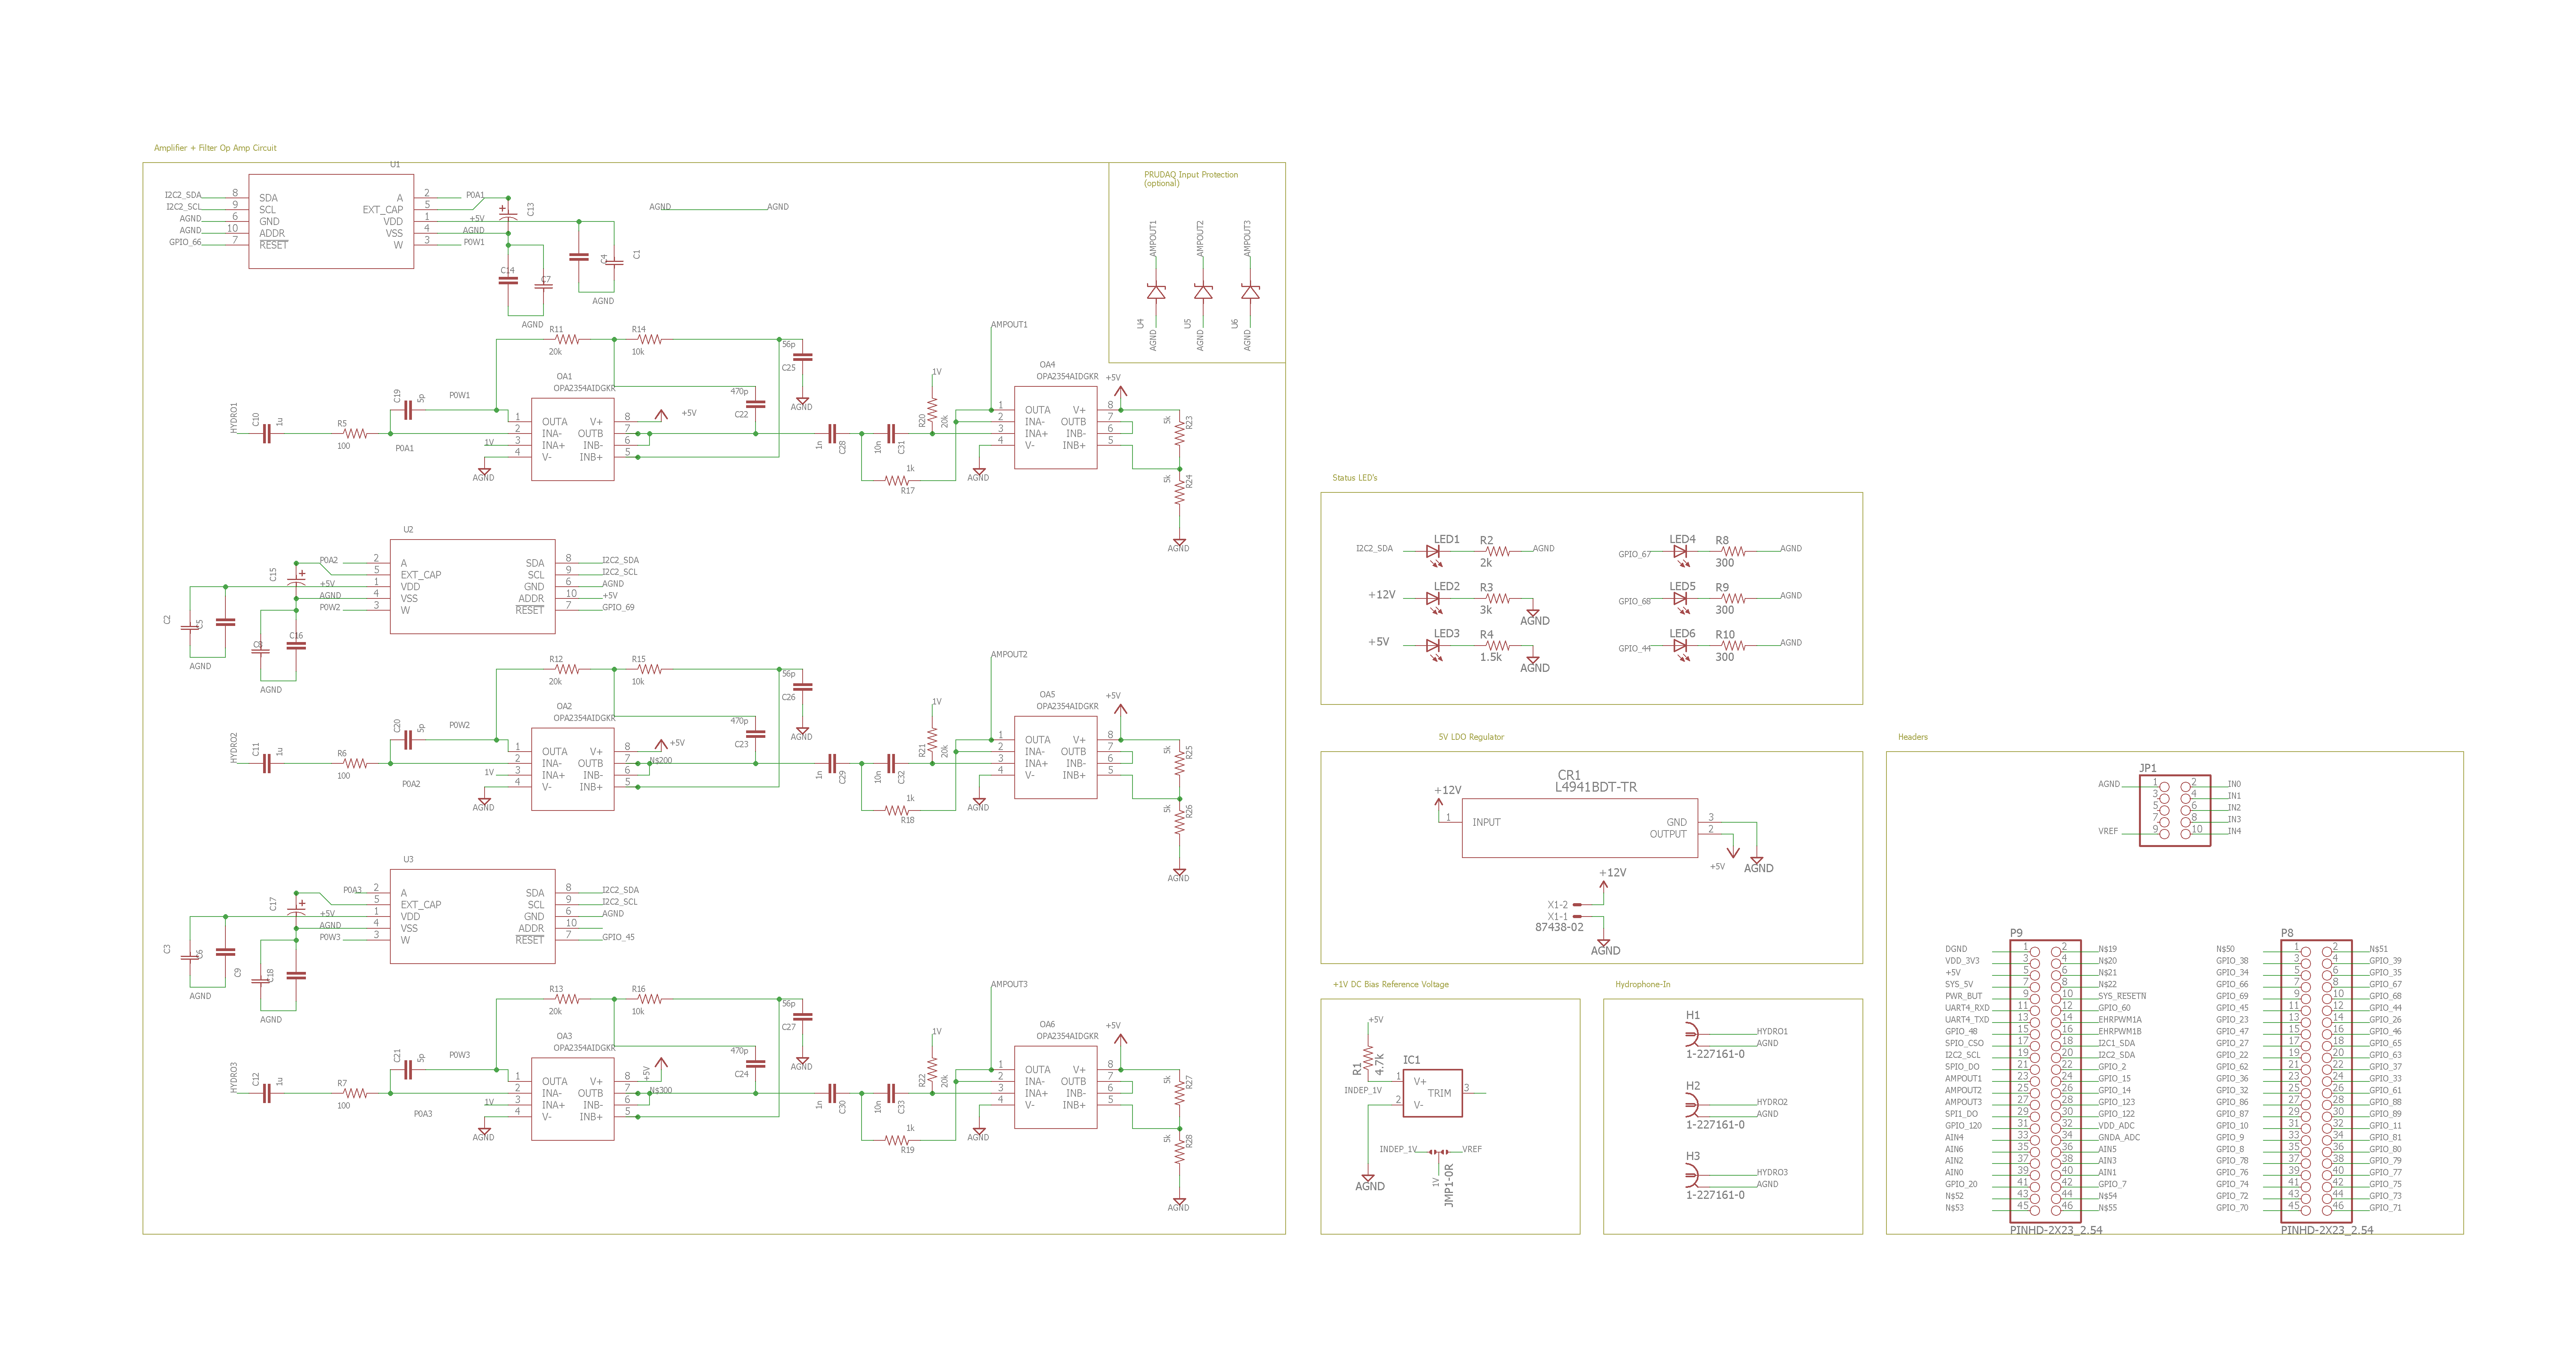 Amplifier + Filter Op Amp Circuit
U1
I2C2_SDA 8 SDA A 2 P0A1
I2C2_SCL 9 SCL EXT_CAP 5
AGND 6 GND VDD 1 +5V
AGND 10 ADDR VSS 4 AGND
GPIO_66 7 RESET W 3 P0W1
C13
C14
C7
C4
C1
AGND
AGND
AGND AGND
PRUDAQ Input Protection
(optional)
AMPOUT1 AMPOUT2 AMPOUT3
U4 U5 U6
AGND AGND AGND
R11 R14
20k 10k
56p
C25
AGND
OA1
OPA2354AIDGKR
470p
C22
HYDRO1
C10
1u
R5
100
C19
5p
P0W1
P0A1
1 OUTA V+ 8 +5V
2 INA- OUTB 7
1V 3 INA+ INB- 6
4 V- INB+ 5
AGND
1n
C28
10n
C31
1k
R17
1V
R20
20k
AMPOUT1
OA4
OPA2354AIDGKR
+5V
1 OUTA V+ 8
2 INA- OUTB 7
3 INA+ INB- 6
4 V- INB+ 5
AGND
5k
R23
5k
R24
AGND
U2
P0A2 2 A SDA 8 I2C2_SDA
5 EXT_CAP SCL 9 I2C2_SCL
+5V 1 VDD GND 6 AGND
AGND 4 VSS ADDR 10 +5V
P0W2 3 W RESET 7 GPIO_69
C15
C2
C5
C8
C16
AGND
AGND
R12 R15
20k 10k
56p
C26
AGND
OA2
OPA2354AIDGKR
470p
C23
HYDRO2
C11
1u
R6
100
C20
5p
P0W2
P0A2
1 OUTA V+ 8 +5V
2 INA- OUTB 7 N$200
1V 3 INA+ INB- 6
4 V- INB+ 5
AGND
1n
C29
10n
C32
1k
R18
1V
R21
20k
AMPOUT2
OA5
OPA2354AIDGKR
+5V
1 OUTA V+ 8
2 INA- OUTB 7
3 INA+ INB- 6
4 V- INB+ 5
AGND
5k
R25
5k
R26
AGND
U3
P0A3 2 A SDA 8 I2C2_SDA
5 EXT_CAP SCL 9 I2C2_SCL
+5V 1 VDD GND 6 AGND
AGND 4 VSS ADDR 10
P0W3 3 W RESET 7 GPIO_45
C17
C3
C6
C9
C18
AGND
AGND
R13 R16
20k 10k
56p
C27
AGND
OA3
OPA2354AIDGKR
470p
C24
HYDRO3
C12
1u
R7
100
C21
5p
P0W3
P0A3
1 OUTA V+ 8 +5V
2 INA- OUTB 7 N$300
1V 3 INA+ INB- 6
4 V- INB+ 5
AGND
1n
C30
10n
C33
1k
R19
1V
R22
20k
AMPOUT3
OA6
OPA2354AIDGKR
+5V
1 OUTA V+ 8
2 INA- OUTB 7
3 INA+ INB- 6
4 V- INB+ 5
AGND
5k
R27
5k
R28
AGND
Status LED's
I2C2_SDA LED1 R2 2k AGND
+12V LED2 R3 3k AGND
+5V LED3 R4 1.5k AGND
GPIO_67 LED4 R8 300 AGND
GPIO_68 LED5 R9 300 AGND
GPIO_44 LED6 R10 300 AGND
5V LDO Regulator
CR1
L4941BDT-TR
+12V
1 INPUT GND 3
OUTPUT 2
+5V AGND
+12V
X1-2
X1-1
87438-02
AGND
+1V DC Bias Reference Voltage
+5V
R1
4.7k
IC1
INDEP_1V
1 V+
TRIM 3
2 V-
AGND
INDEP_1V VREF
1V
JMP1-0R
Hydrophone-In
H1
HYDRO1
AGND
1-227161-0
H2
HYDRO2
AGND
1-227161-0
H3
HYDRO3
AGND
1-227161-0
Headers
JP1
AGND 1 2 IN0
3 4 IN1
5 6 IN2
7 8 IN3
VREF 9 10 IN4
P9
DGND 1 2 N$19
VDD_3V3 3 4 N$20
+5V 5 6 N$21
SYS_5V 7 8 N$22
PWR_BUT 9 10 SYS_RESETN
UART4_RXD 11 12 GPIO_60
UART4_TXD 13 14 EHRPWM1A
GPIO_48 15 16 EHRPWM1B
SPIO_CSO 17 18 I2C1_SDA
I2C2_SCL 19 20 I2C2_SDA
SPIO_DO 21 22 GPIO_2
AMPOUT1 23 24 GPIO_15
AMPOUT2 25 26 GPIO_14
AMPOUT3 27 28 GPIO_123
SPI1_DO 29 30 GPIO_122
GPIO_120 31 32 VDD_ADC
AIN4 33 34 GNDA_ADC
AIN6 35 36 AIN5
AIN2 37 38 AIN3
AIN0 39 40 AIN1
GPIO_20 41 42 GPIO_7
N$52 43 44 N$54
N$53 45 46 N$55
PINHD-2X23_2.54
P8
N$50 1 2 N$51
GPIO_38 3 4 GPIO_39
GPIO_34 5 6 GPIO_35
GPIO_66 7 8 GPIO_67
GPIO_69 9 10 GPIO_68
GPIO_45 11 12 GPIO_44
GPIO_23 13 14 GPIO_26
GPIO_47 15 16 GPIO_46
GPIO_27 17 18 GPIO_65
GPIO_22 19 20 GPIO_63
GPIO_62 21 22 GPIO_37
GPIO_36 23 24 GPIO_33
GPIO_32 25 26 GPIO_61
GPIO_86 27 28 GPIO_88
GPIO_87 29 30 GPIO_89
GPIO_10 31 32 GPIO_11
GPIO_9 33 34 GPIO_81
GPIO_8 35 36 GPIO_80
GPIO_78 37 38 GPIO_79
GPIO_76 39 40 GPIO_77
GPIO_74 41 42 GPIO_75
GPIO_72 43 44 GPIO_73
GPIO_70 45 46 GPIO_71
PINHD-2X23_2.54